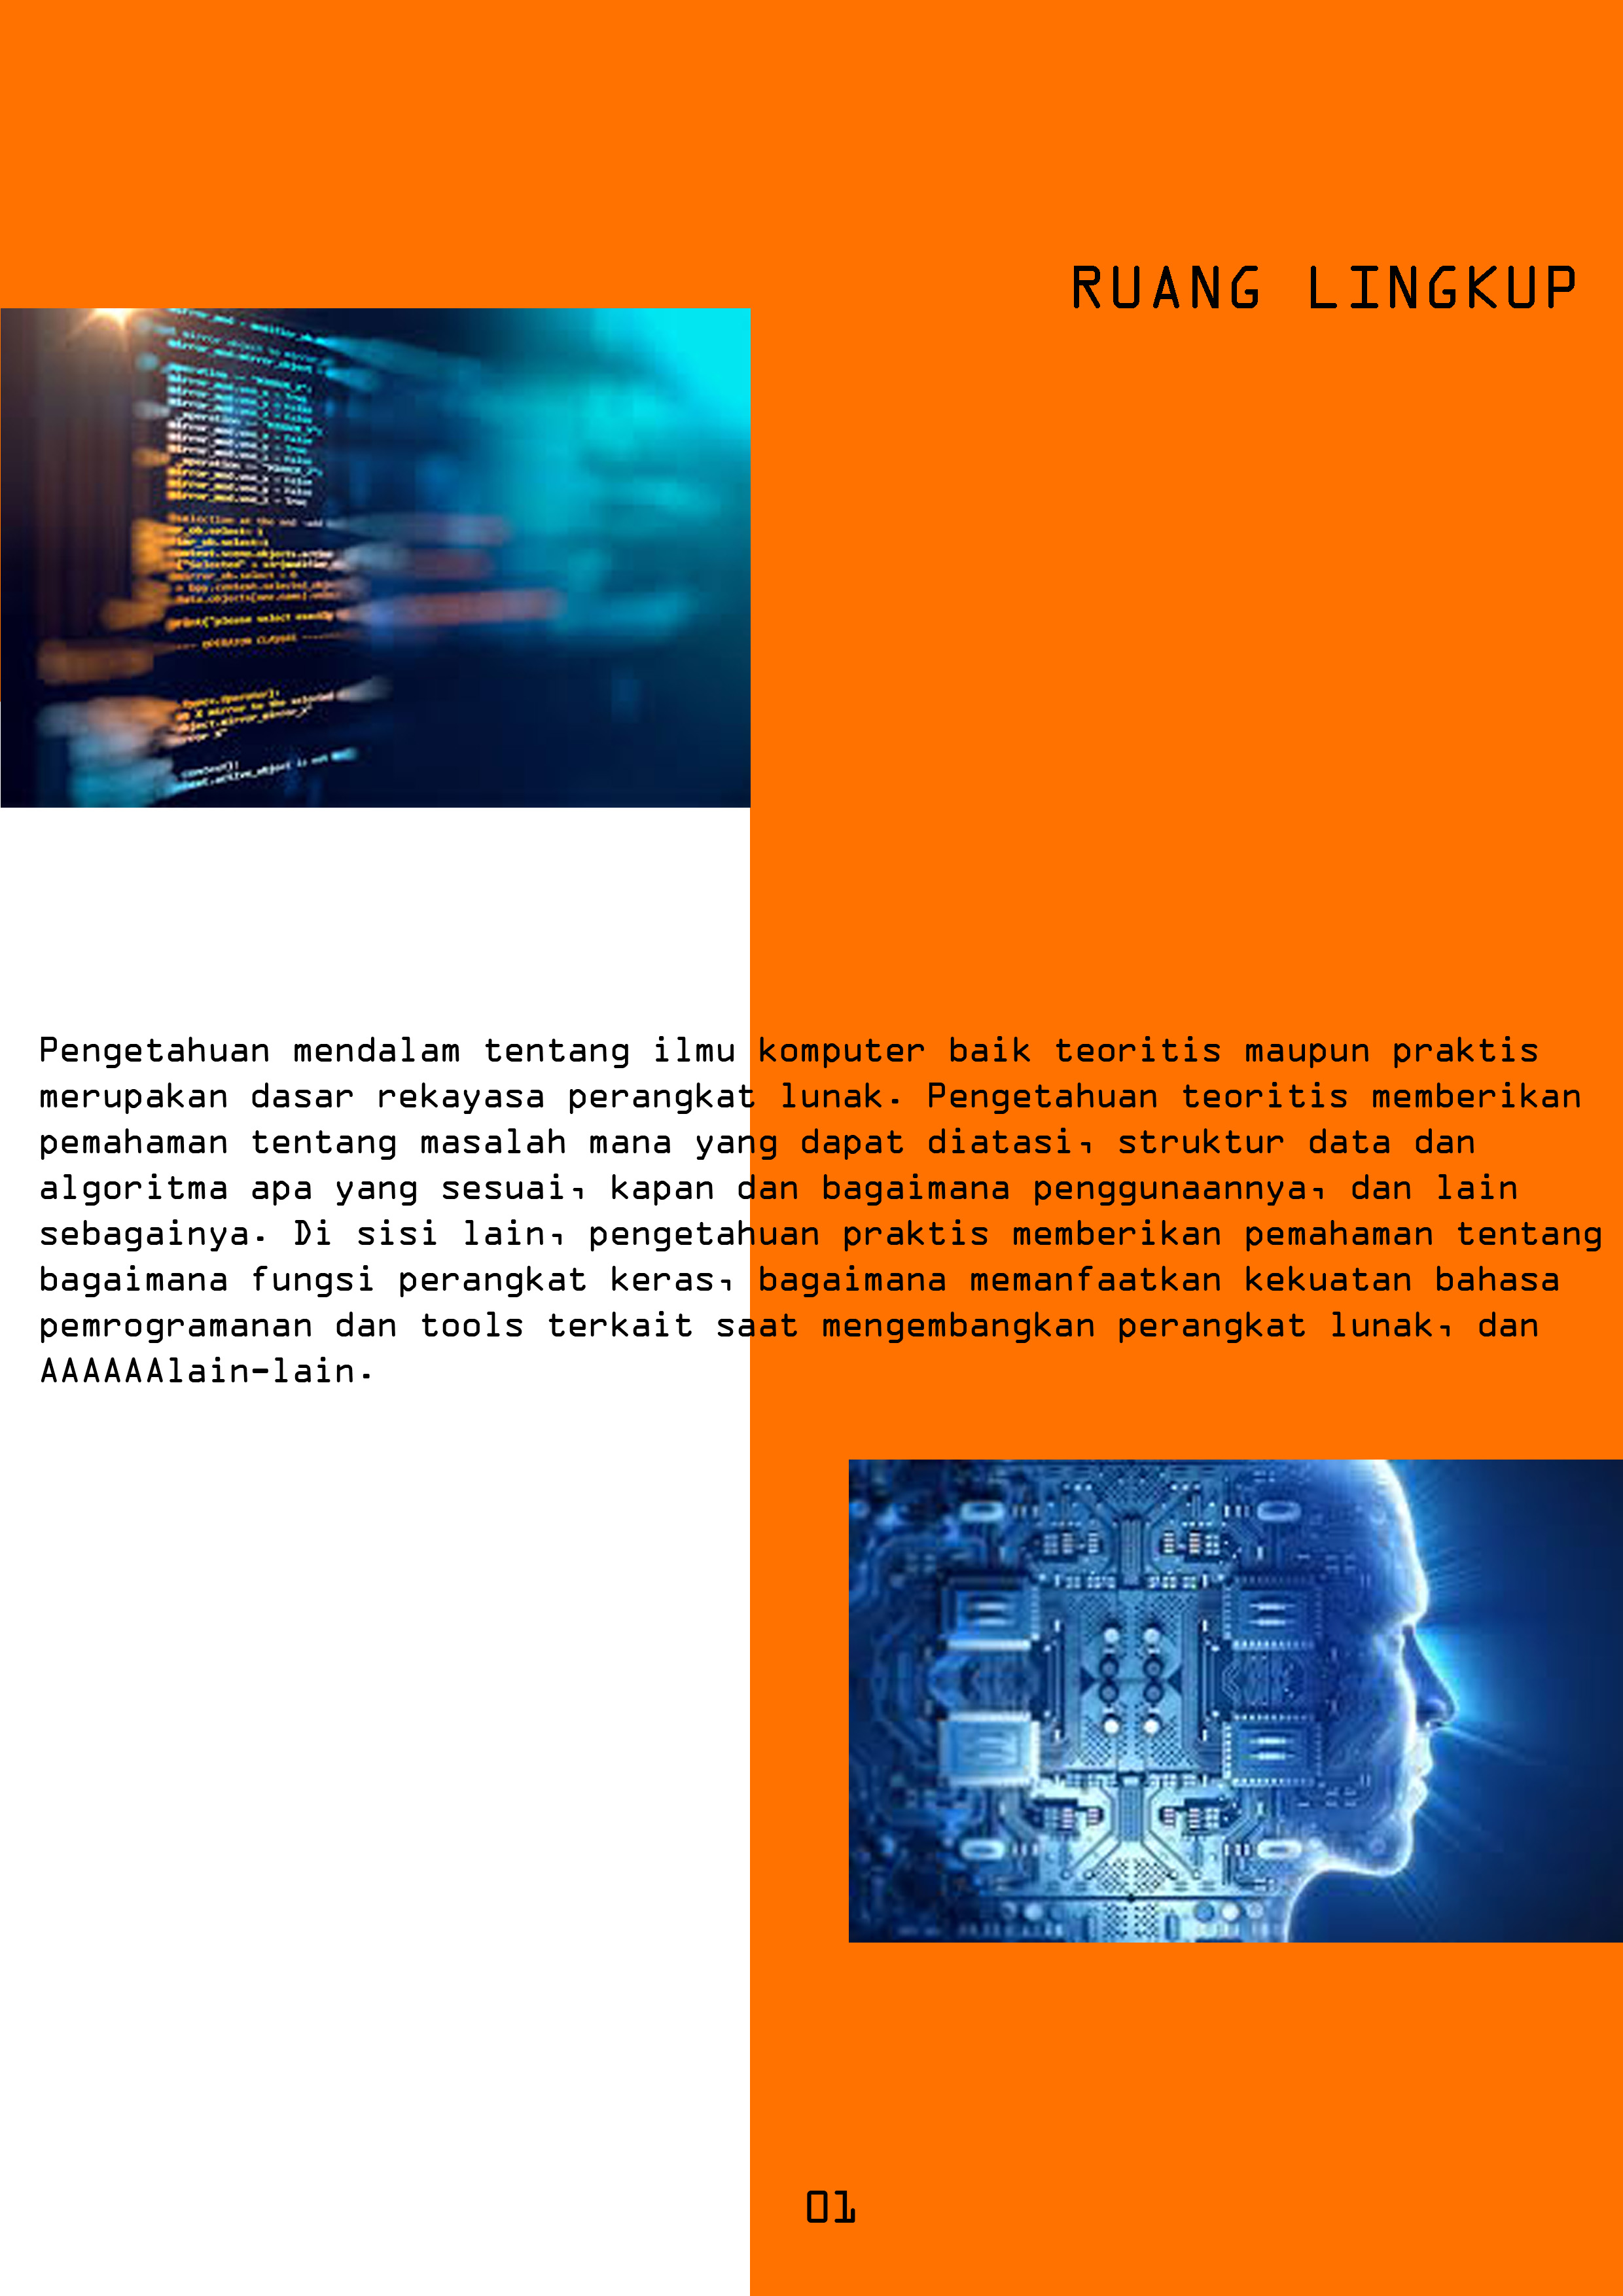 RUANG LINGKUP
Pengetahuan mendalam tentang ilmu komputer baik teoritis maupun praktis
merupakan dasar rekayasa perangkat lunak. Pengetahuan teoritis memberikan
pemahaman tentang masalah mana yang dapat diatasi, struktur data dan
algoritma apa yang sesuai, kapan dan bagaimana penggunaannya, dan lain
sebagainya. Di sisi lain, pengetahuan praktis memberikan pemahaman tentang
bagaimana fungsi perangkat keras, bagaimana memanfaatkan kekuatan bahasa
pemrogramanan dan tools terkait saat mengembangkan perangkat lunak, dan
AAAAAAlain-lain.
01